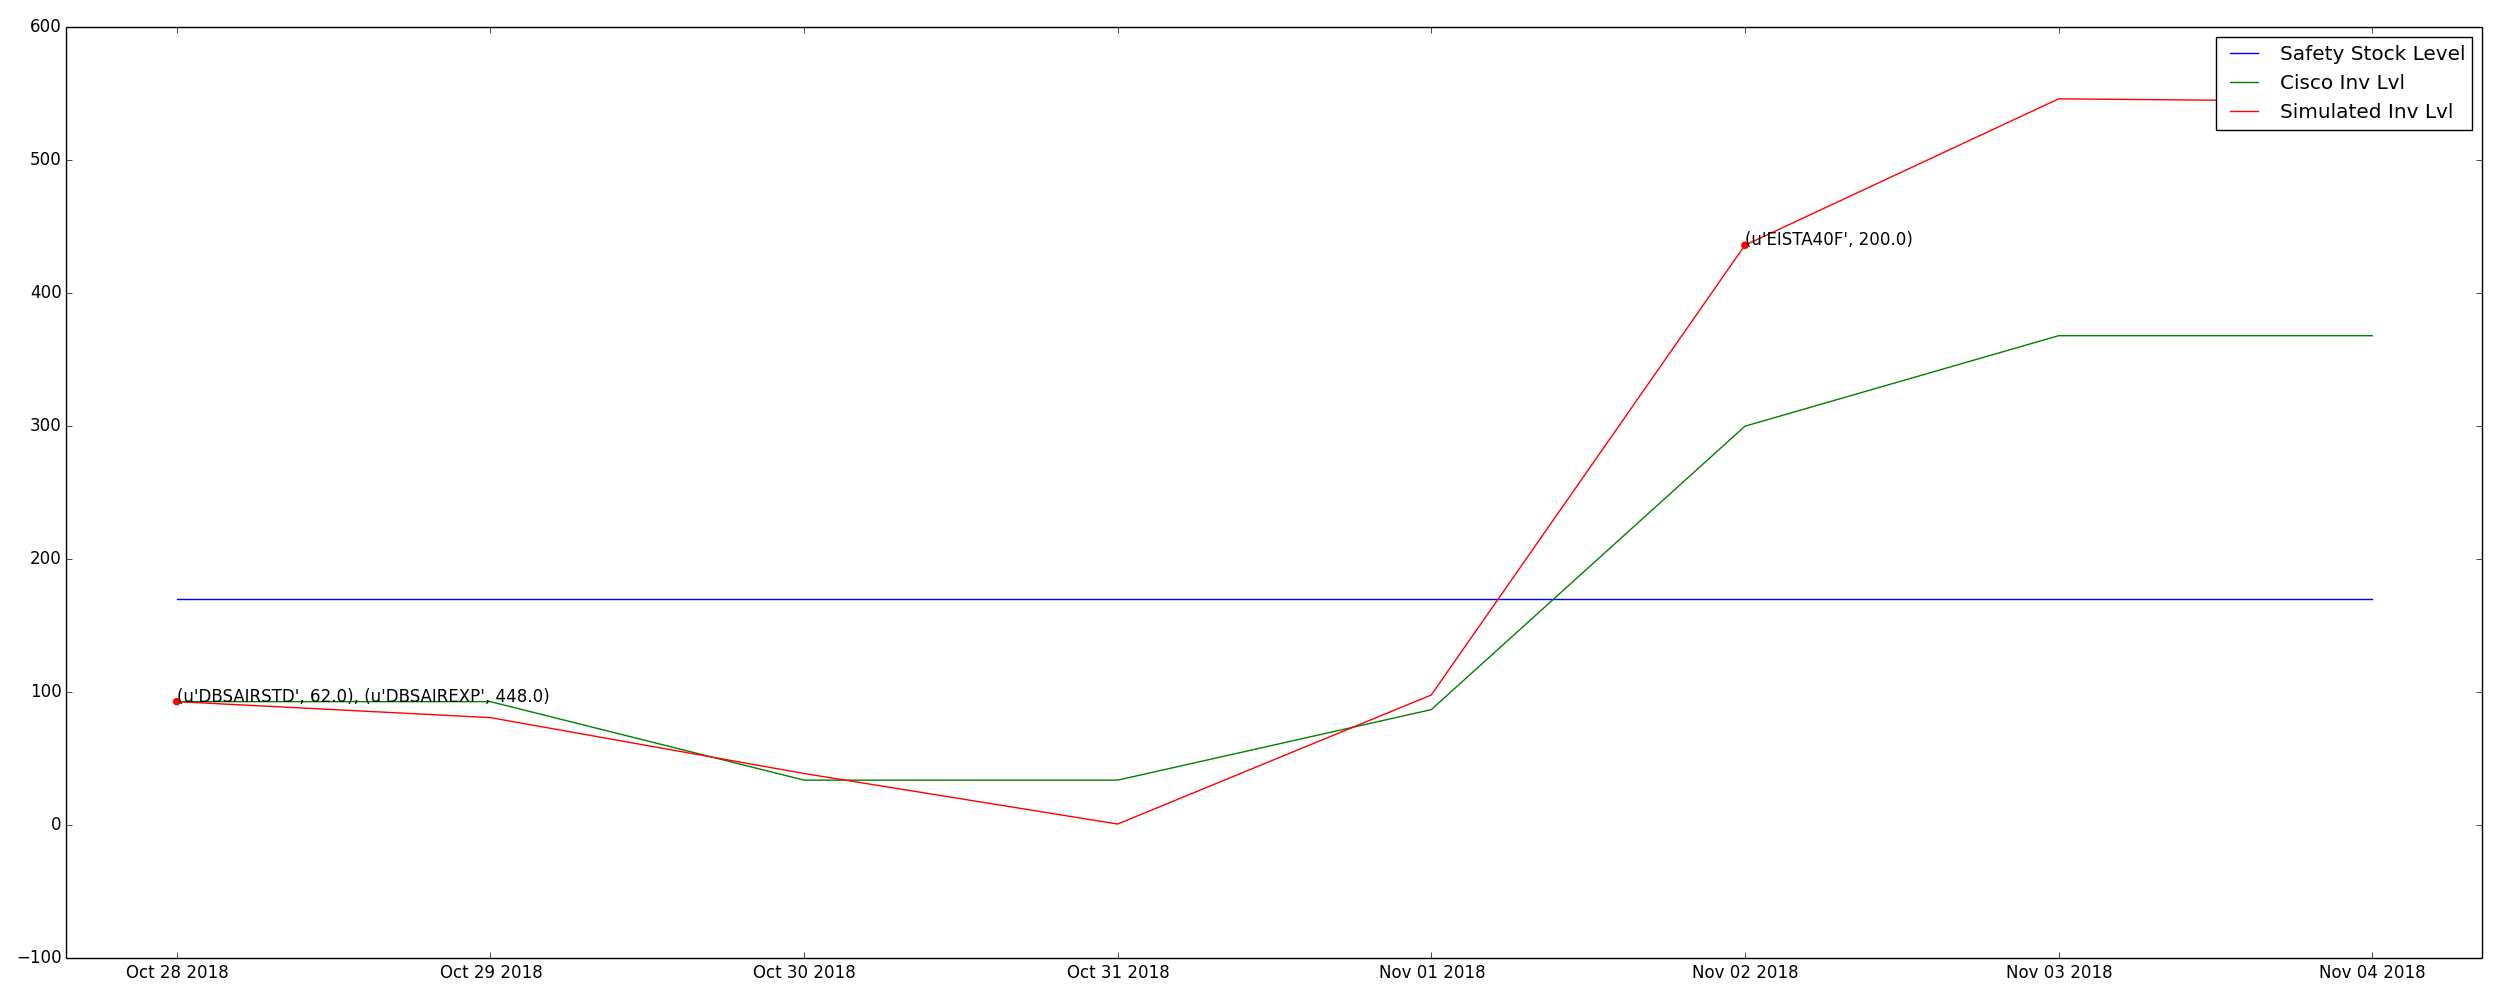 600
500
400
300
200
100
0
−100
Safety Stock Level
Cisco Inv Lvl
Simulated Inv Lvl
(u'EISTA40F', 200.0)
(u'DBSAIRSTD', 62.0), (u'DBSAIREXP', 448.0)
Oct 28 2018 Oct 29 2018 Oct 30 2018 Oct 31 2018 Nov 01 2018 Nov 02 2018 Nov 03 2018 Nov 04 2018